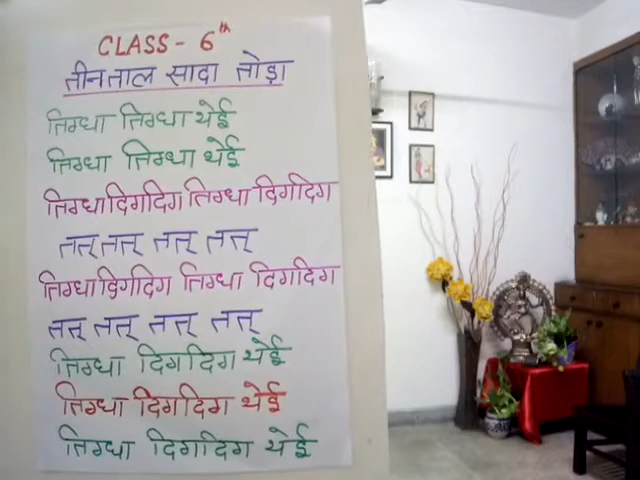 CLASS - 6th
तीनताल सादा तोड़ा
तिग्धा तिग्धा थेई
तिग्धा तिग्धा थेई
तिग्धादिगदिग तिग्धा दिगदिग
तत्तत् तत् तत्
तिग्धादिगदिग तिग्धा दिगदिग
तत् तत् तत् तत्
तिग्धा दिगदिग थेई
तिग्धा दिगदिग थेई
तिग्धा दिगदिग थेई